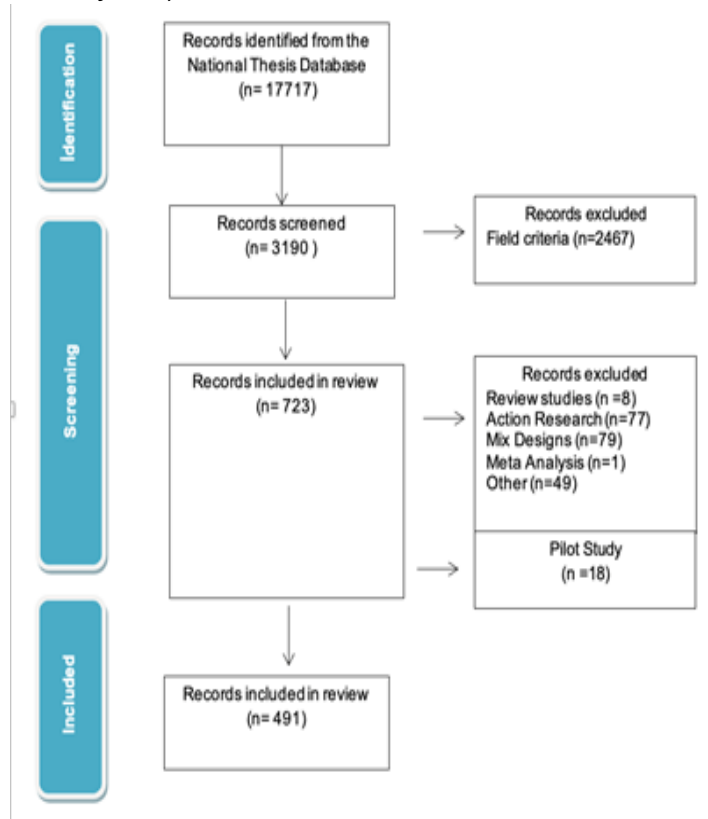 Identification
Records identified from the
National Thesis Database
(n= 17717)
Screening
Records screened
(n= 3190 )
Records excluded
Field criteria (n=2467)
Records included in review
(n= 723)
Records excluded
Review studies (n =8)
Action Research (n=77)
Mix Designs (n=79)
Meta Analysis (n=1)
Other (n=49)
Pilot Study
(n =18)
Included
Records included in review
(n= 491)